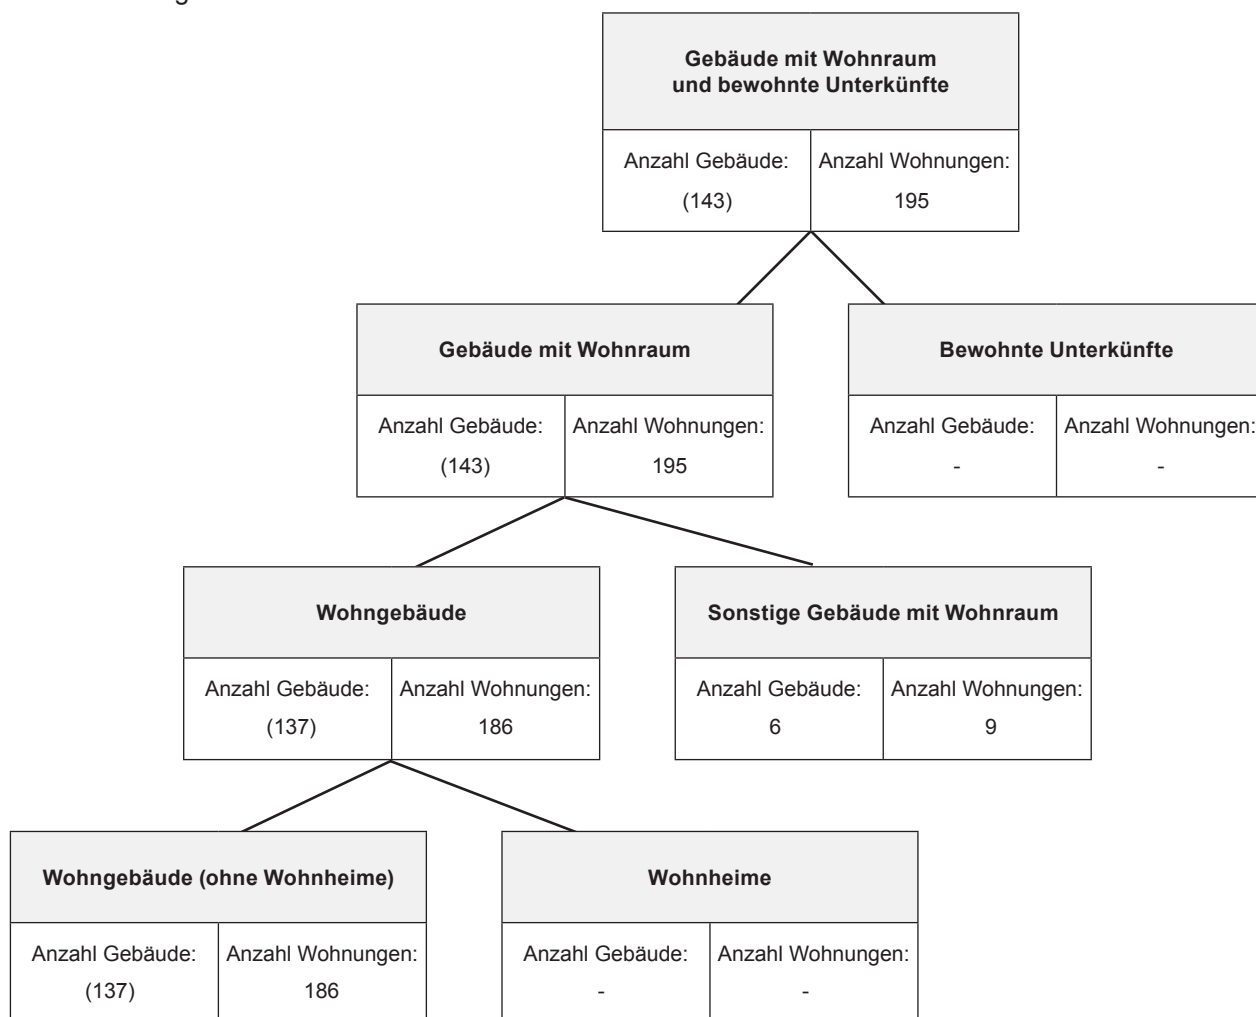 Gebäude mit Wohnraum
und bewohnte Unterkünfte
Anzahl Gebäude: Anzahl Wohnungen:
(143) 195
Gebäude mit Wohnraum Bewohnte Unterkünfte
Anzahl Gebäude: Anzahl Wohnungen: Anzahl Gebäude: Anzahl Wohnungen:
(143) 195 - -
Wohngebäude Sonstige Gebäude mit Wohnraum
Anzahl Gebäude: Anzahl Wohnungen: Anzahl Gebäude: Anzahl Wohnungen:
(137) 186 6 9
Wohngebäude (ohne Wohnheime) Wohnheime
Anzahl Gebäude: Anzahl Wohnungen: Anzahl Gebäude: Anzahl Wohnungen:
(137) 186 - -